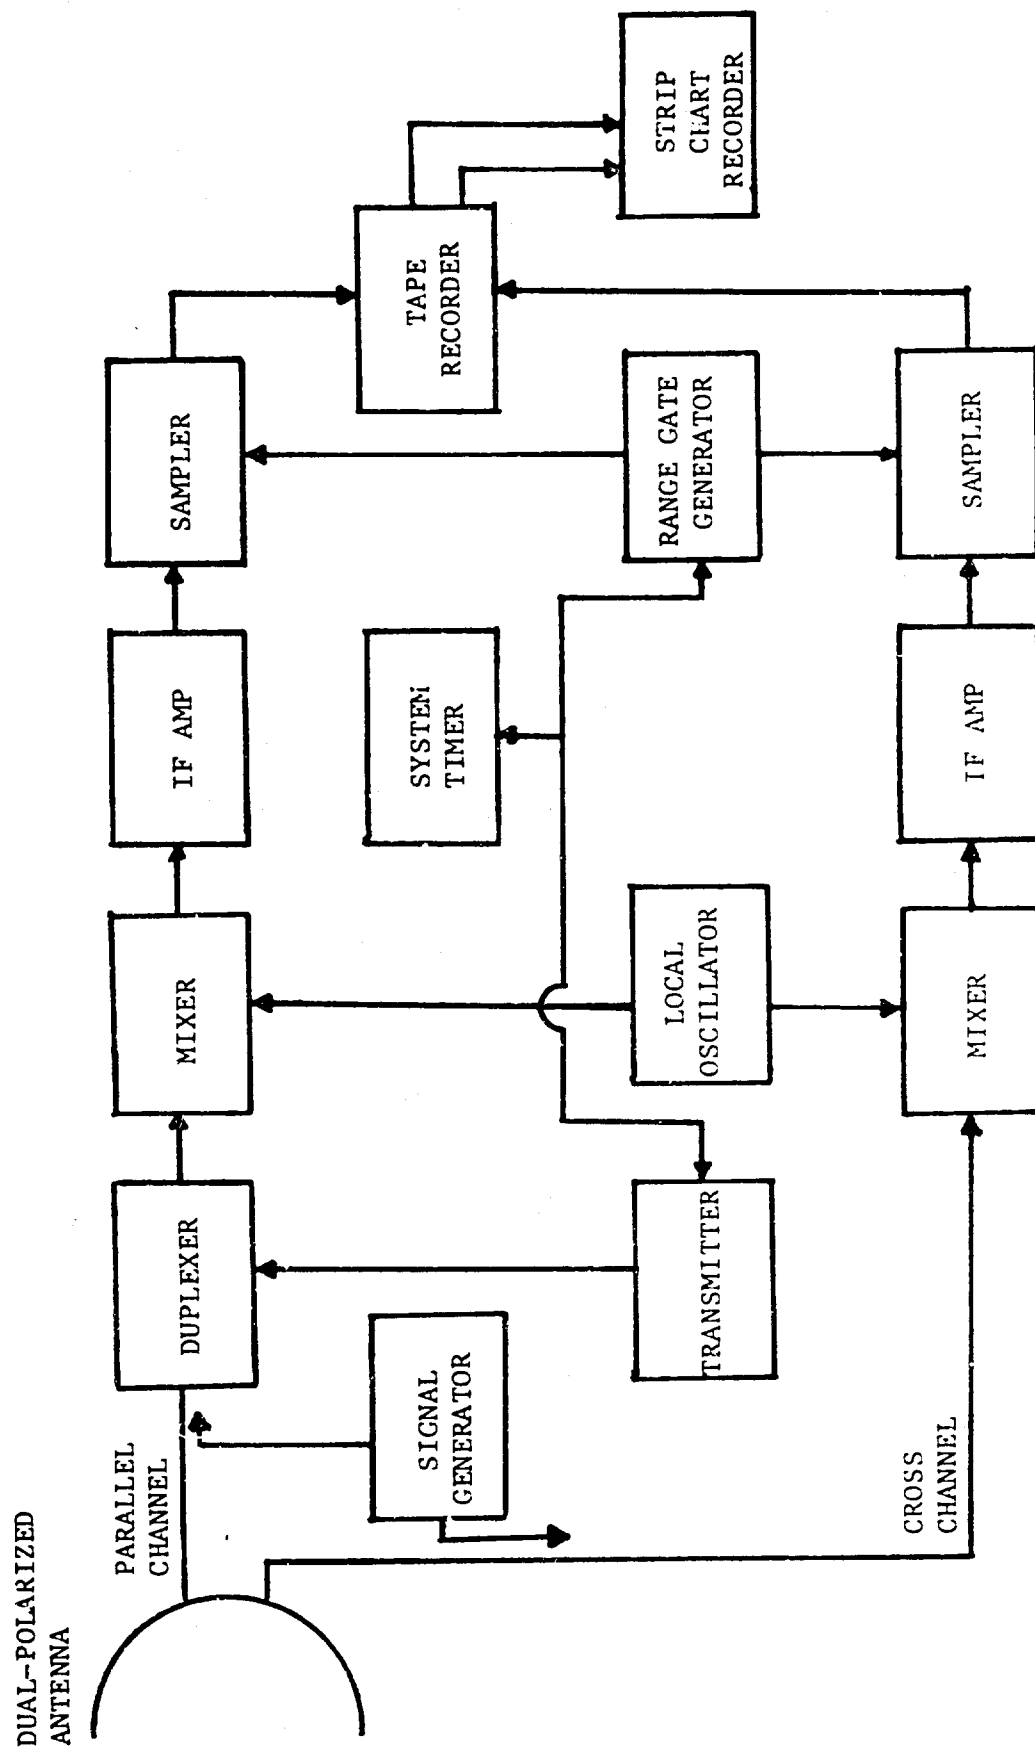 DUAL-POLARIZED
ANTENNA
PARALLEL
CHANNEL
DUPLEXER
MIXER
IF AMP
SAMPLER
SIGNAL
GENERATOR
SYSTEM
TIMER
TAPE
RECORDER
TRANSMITTER
LOCAL
OSCILLATOR
RANGE GATE
GENERATOR
STRIP
CHART
RECORDER
CROSS
CHANNEL
MIXER
IF AMP
SAMPLER